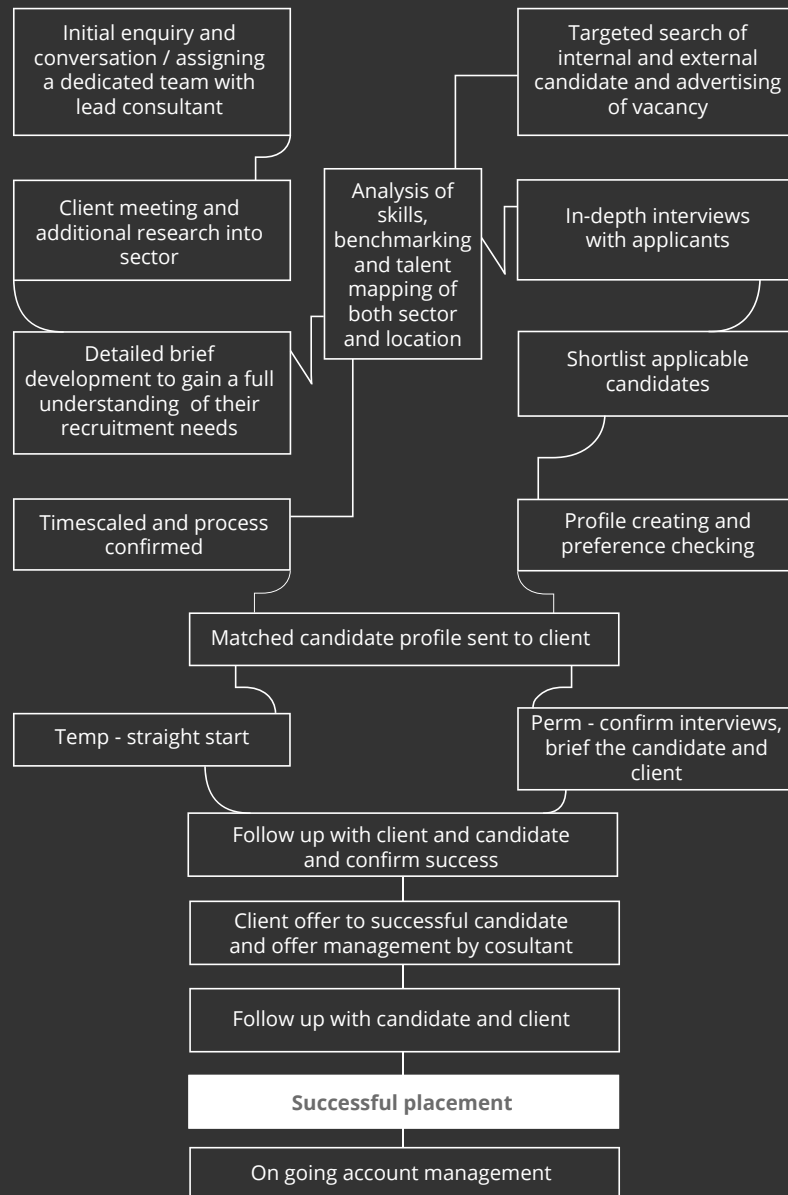 Initial enquiry and
conversation / assigning
a dedicated team with
lead consultant
Client meeting and
additional research into
sector
Detailed brief
development to gain a full
understanding of their
recruitment needs
Timescaled and process
confirmed
Analysis of
skills,
benchmarking
and talent
mapping of
both sector
and location
Targeted search of
internal and external
candidate and advertising
of vacancy
In-depth interviews
with applicants
Shortlist applicable
candidates
Profile creating and
preference checking
Matched candidate profile sent to client
Temp - straight start
Perm - confirm interviews,
brief the candidate and
client
Follow up with client and candidate
and confirm success
Client offer to successful candidate
and offer management by cosultant
Follow up with candidate and client
Successful placement
On going account management